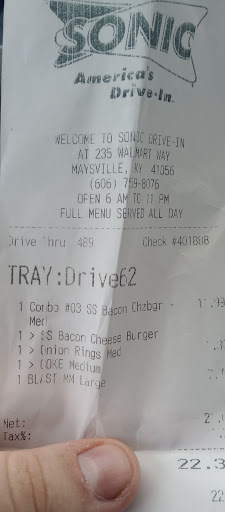 SONIC
America's
Drive-In.
WELCOME TO SONIC DRIVE-IN
AT 235 WALMART WAY
MAYSVILLE, KY 41056
(606) 759-8076
OPEN 6 AM TO 11 PM
FULL MENU SERVED ALL DAY
Drive Thru 489 Check #401808
TRAY:Drive62
1 Combo #03 SS Bacon Chzbgr -
Med
1 > SS Bacon Cheese Burger
1 > Onion Rings Med
1 > COKE Medium
1 BLAST MM Large
Net:
Tax%:
22.3
22